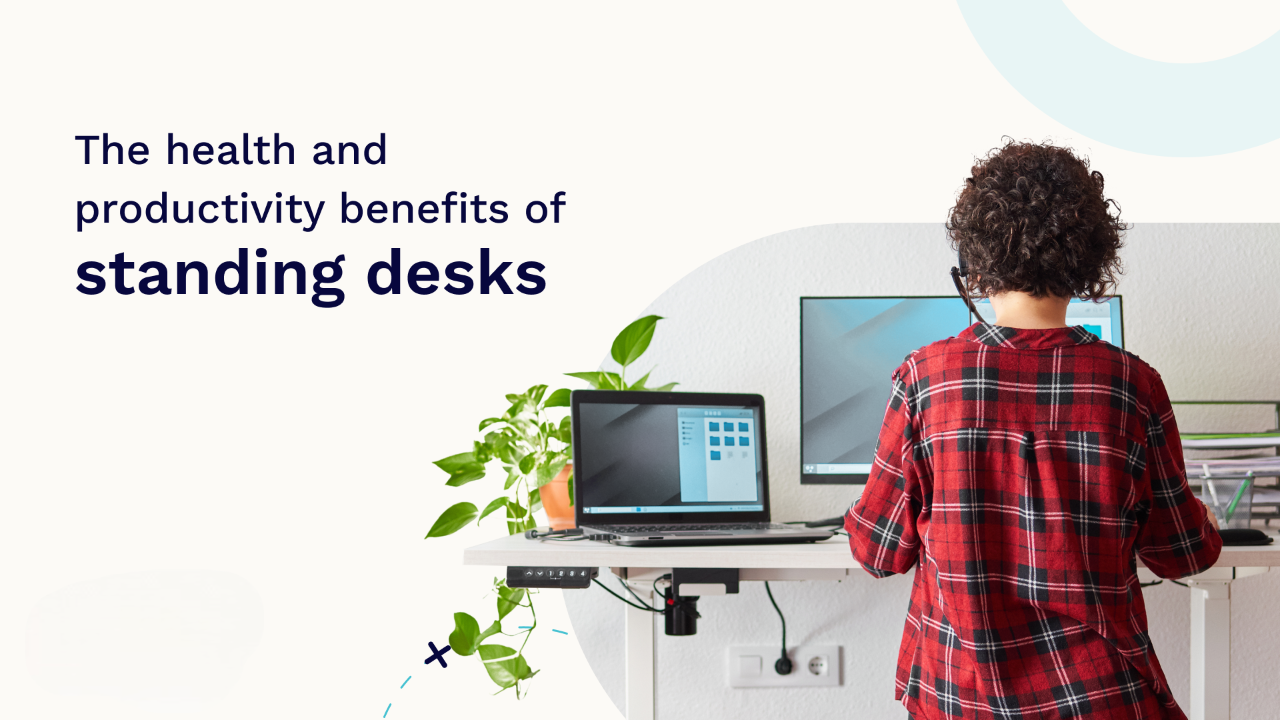 The health and
productivity benefits of
standing desks